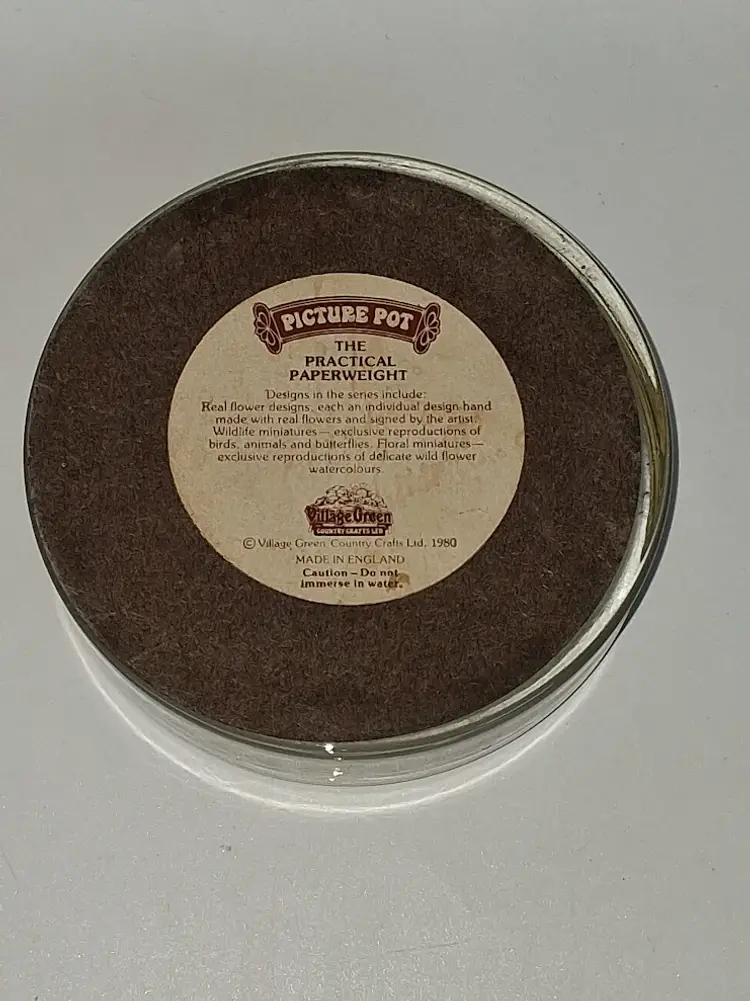 PICTURE POT
THE
PRACTICAL
PAPERWEIGHT
Designs in the series include:
Real flower designs, each an individual design hand
made with real flowers and signed by the artist.
Wildlife miniatures — exclusive reproductions of
birds, animals and butterflies. Floral miniatures —
exclusive reproductions of delicate wild flower
watercolours.
Village Green
COUNTRY CRAFTS LTD
© Village Green Country Crafts Ltd. 1980
MADE IN ENGLAND
Caution – Do not
immerse in water.